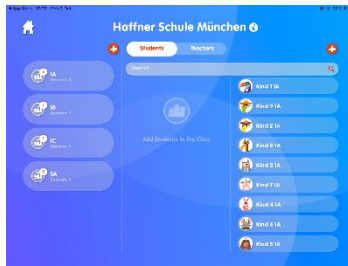 Haffner Schule München
Students
Teachers
Search
1A
1B
1C
5A
Add Students to the Class
Kind 1 1A
Kind 9 1A
Kind 2 1A
Kind 8 1A
Kind 3 1A
Kind 7 1A
Kind 4 1A
Kind 6 1A
Kind 5 1A